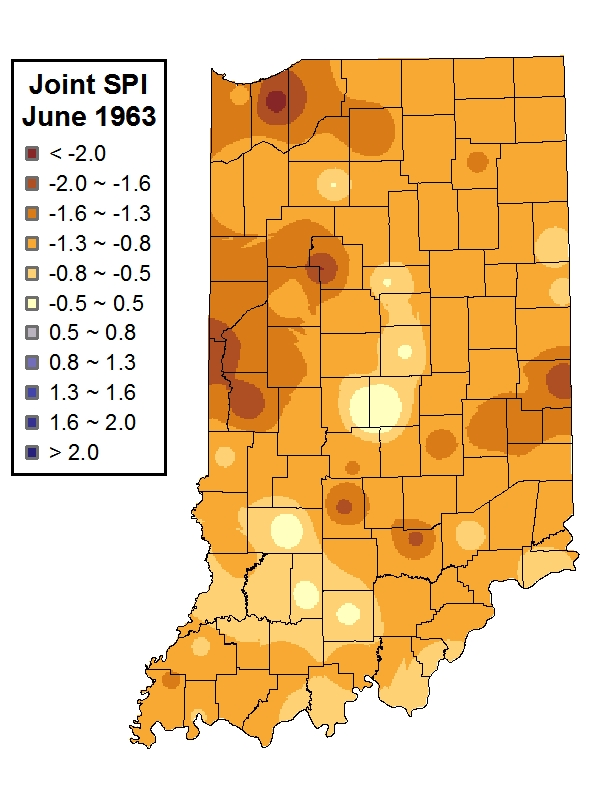 Joint SPI
June 1963
< -2.0
-2.0 ~ -1.6
-1.6 ~ -1.3
-1.3 ~ -0.8
-0.8 ~ -0.5
-0.5 ~ 0.5
0.5 ~ 0.8
0.8 ~ 1.3
1.3 ~ 1.6
1.6 ~ 2.0
> 2.0